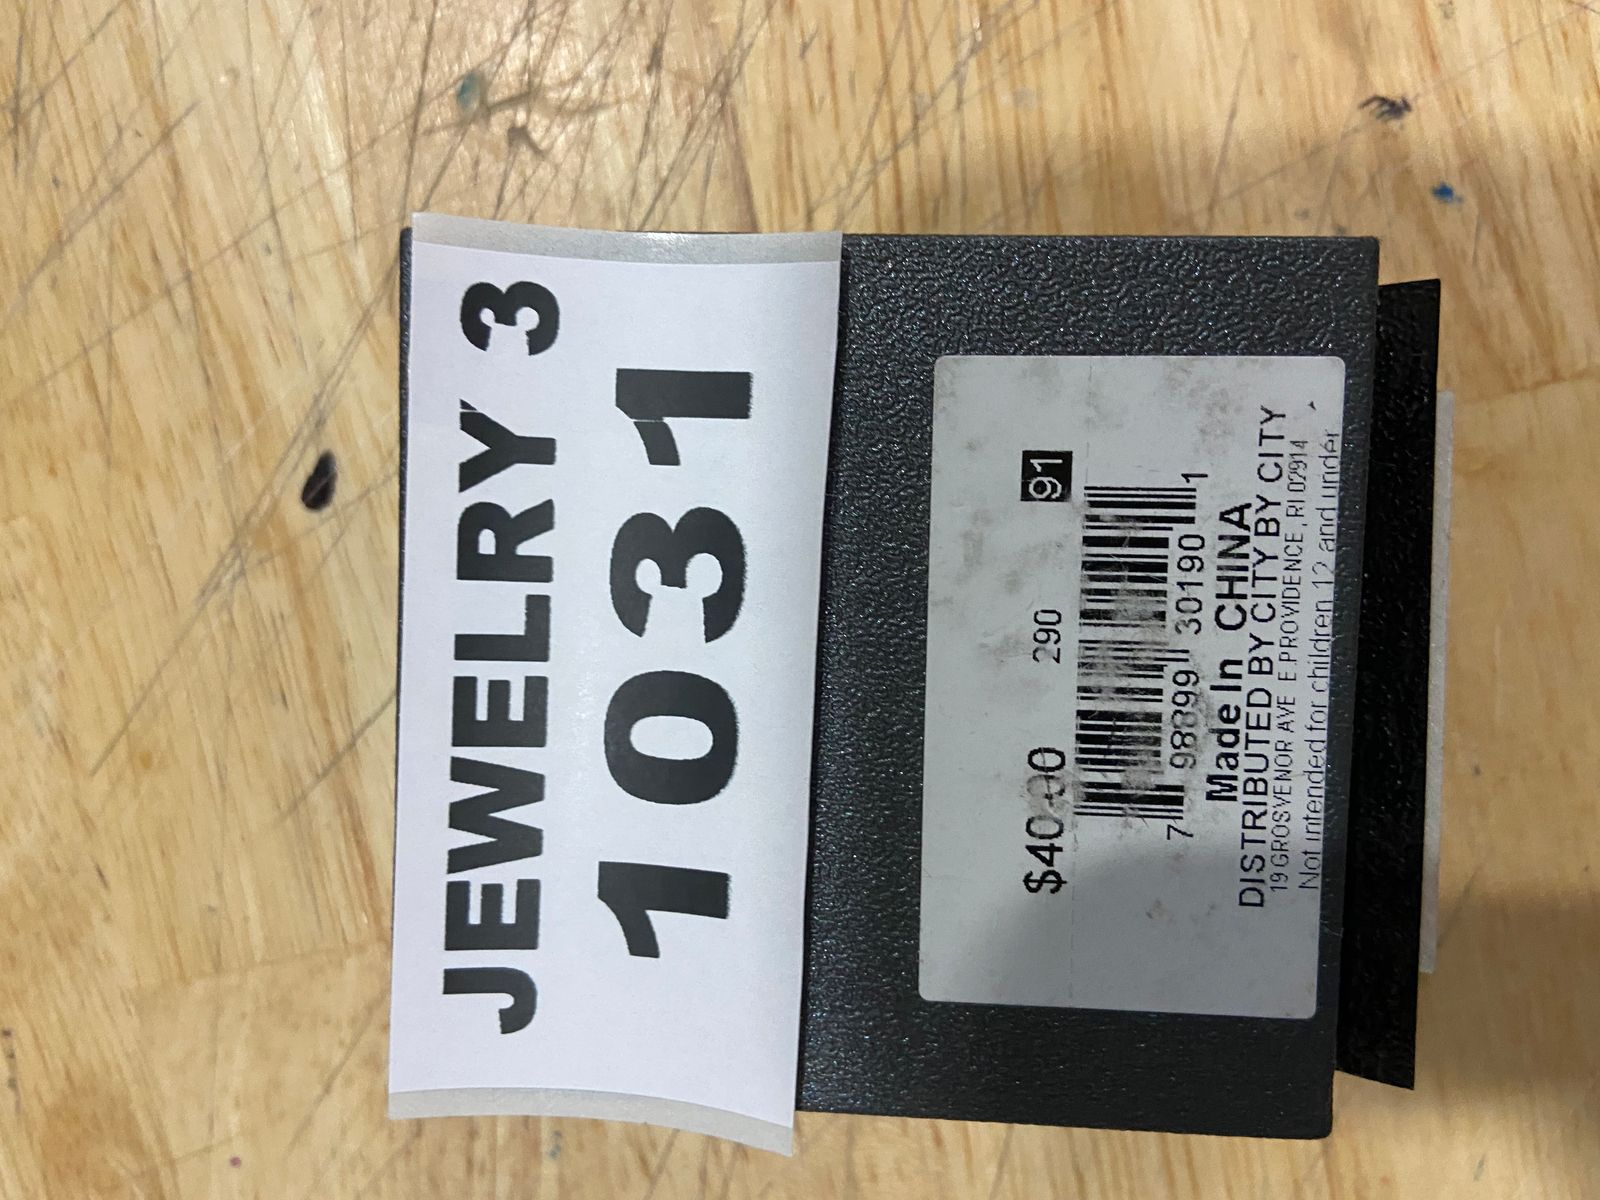 JEWELRY 3
1031
$40.00 290 91
7 98899 30190 1
Made In CHINA
DISTRIBUTED BY CITY BY CITY
19 GROSVENOR AVE E.PROVIDENCE , RI 02914
Not intended for children 12 and under